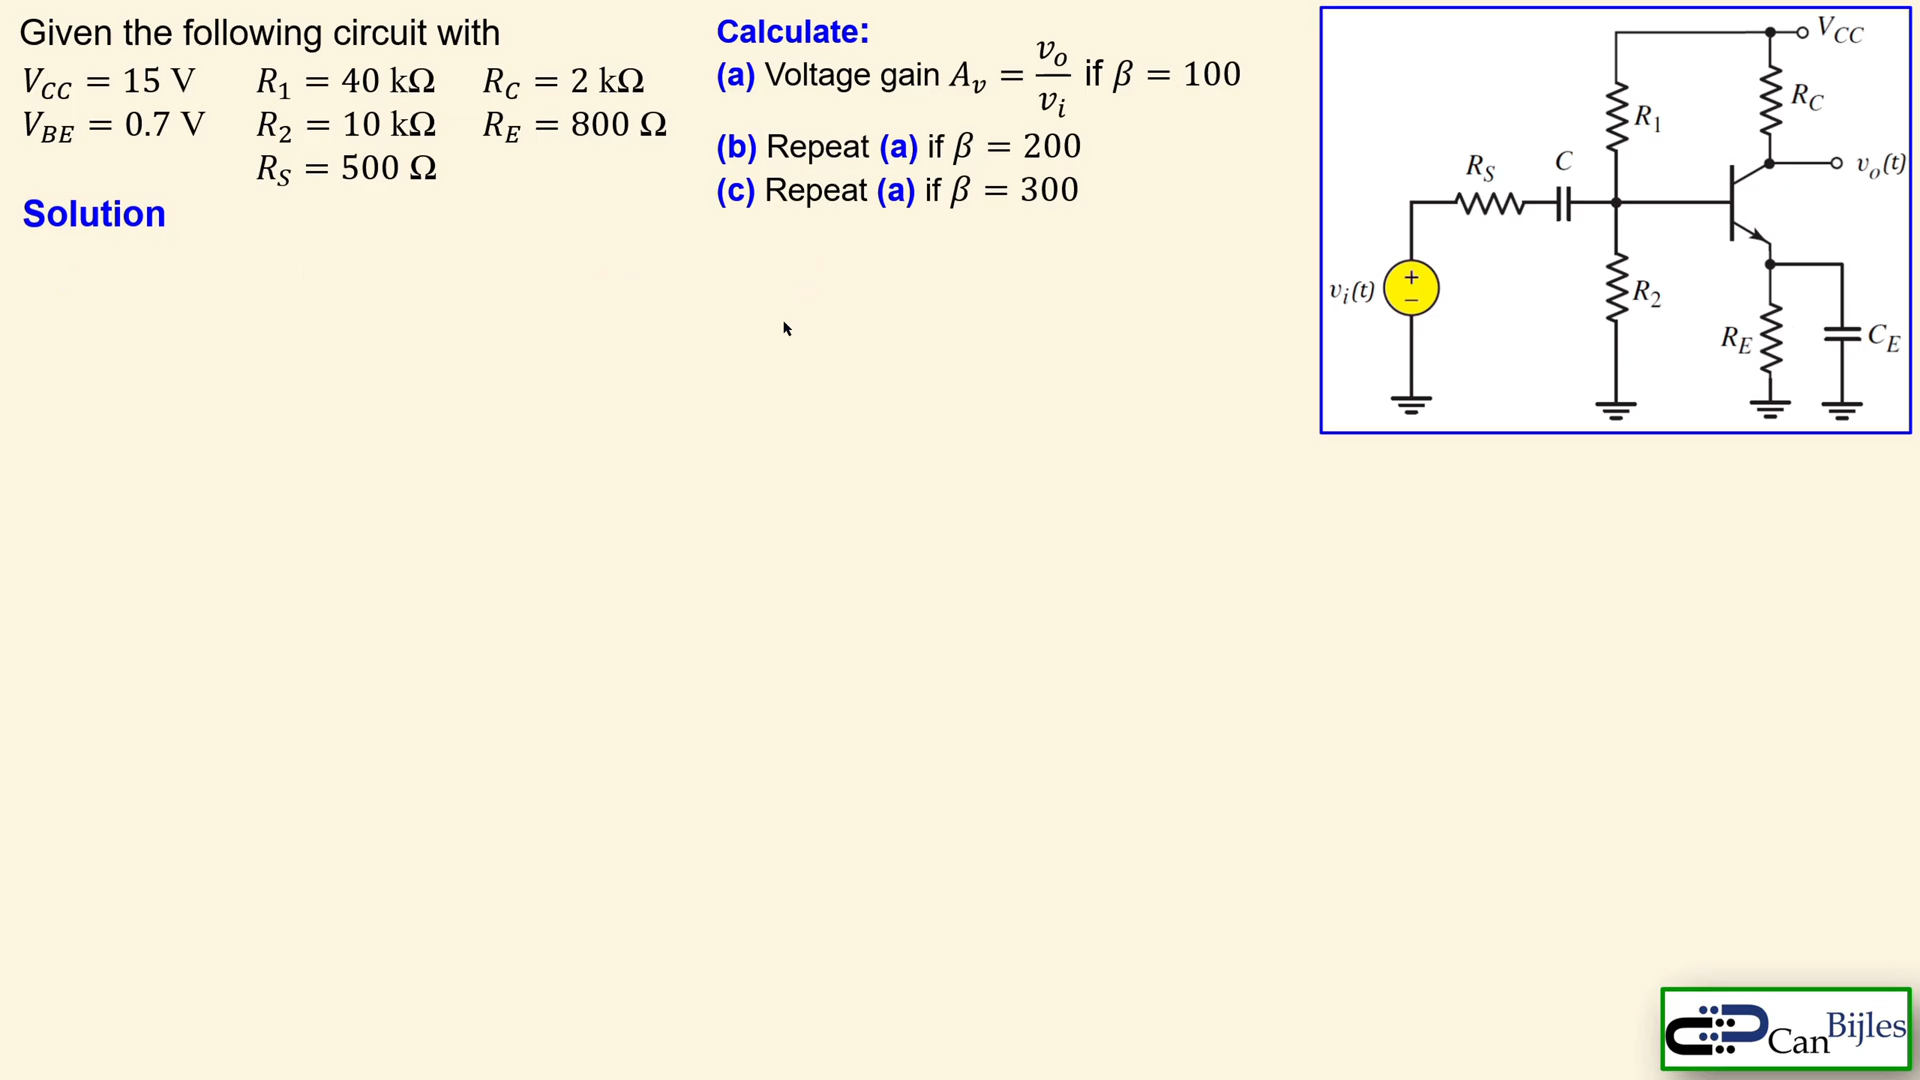 Given the following circuit with
V_CC = 15 V R_1 = 40 kΩ R_C = 2 kΩ
V_BE = 0.7 V R_2 = 10 kΩ R_E = 800 Ω
R_S = 500 Ω
Solution
Calculate:
(a) Voltage gain A_v = v_o/v_i if β = 100
(b) Repeat (a) if β = 200
(c) Repeat (a) if β = 300
V_CC
R_C
R_1
R_S
C
v_o(t)
v_i(t)
+
−
R_2
R_E
C_E
Can Bijles